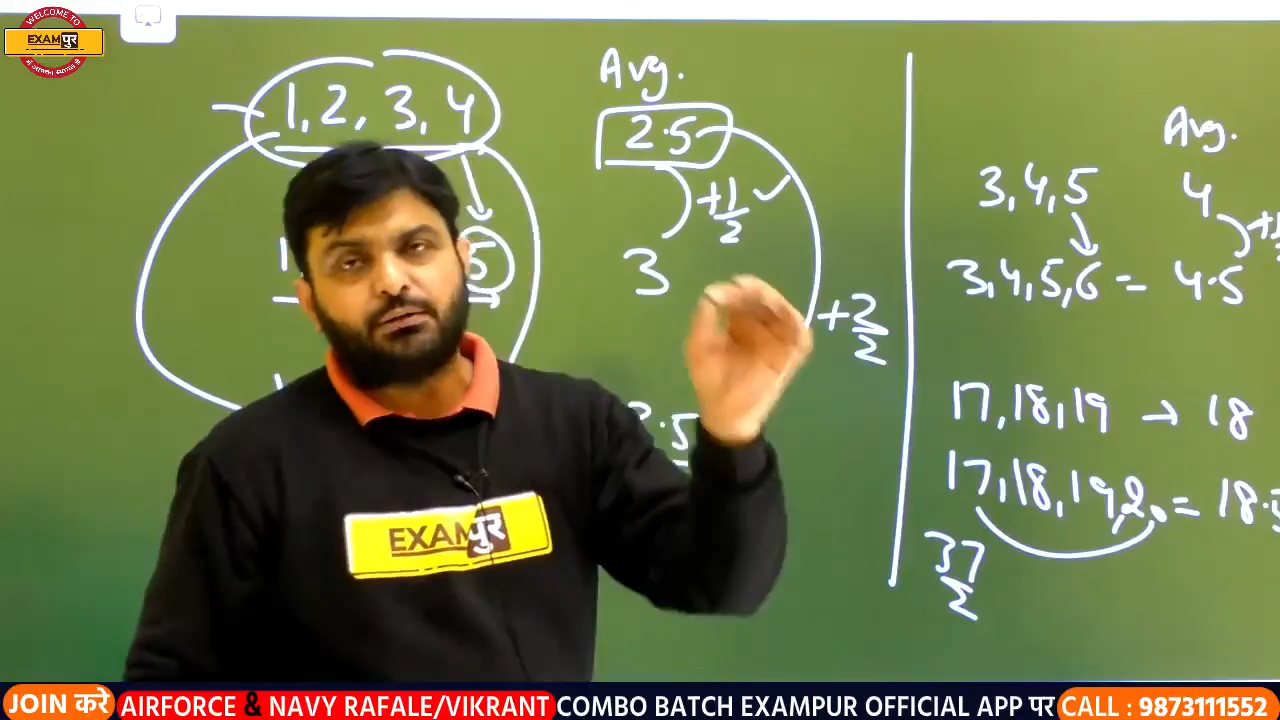 WELCOME TO
EXAMपुर
1, 2, 3, 4
Avg.
2.5
+1/2 ✓
3
+2/2
.5
Avg.
3,4,5 4
3,4,5,6 = 4.5
17,18,19 → 18
17,18,19,20 = 18.5
37/2
EXAMपुर
JOIN करे AIRFORCE & NAVY RAFALE/VIKRANT COMBO BATCH EXAMPUR OFFICIAL APP पर CALL : 9873111552